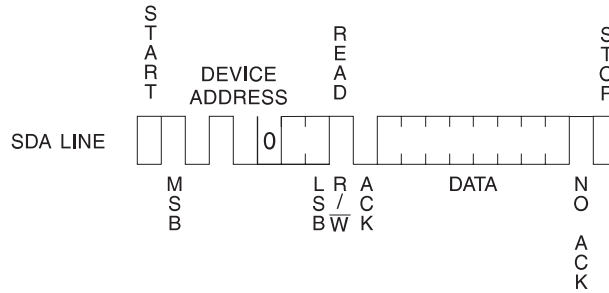 START
DEVICE
ADDRESS
READ
STOP
SDA LINE
0
MSB
LSB
R/W
ACK
DATA
NO ACK